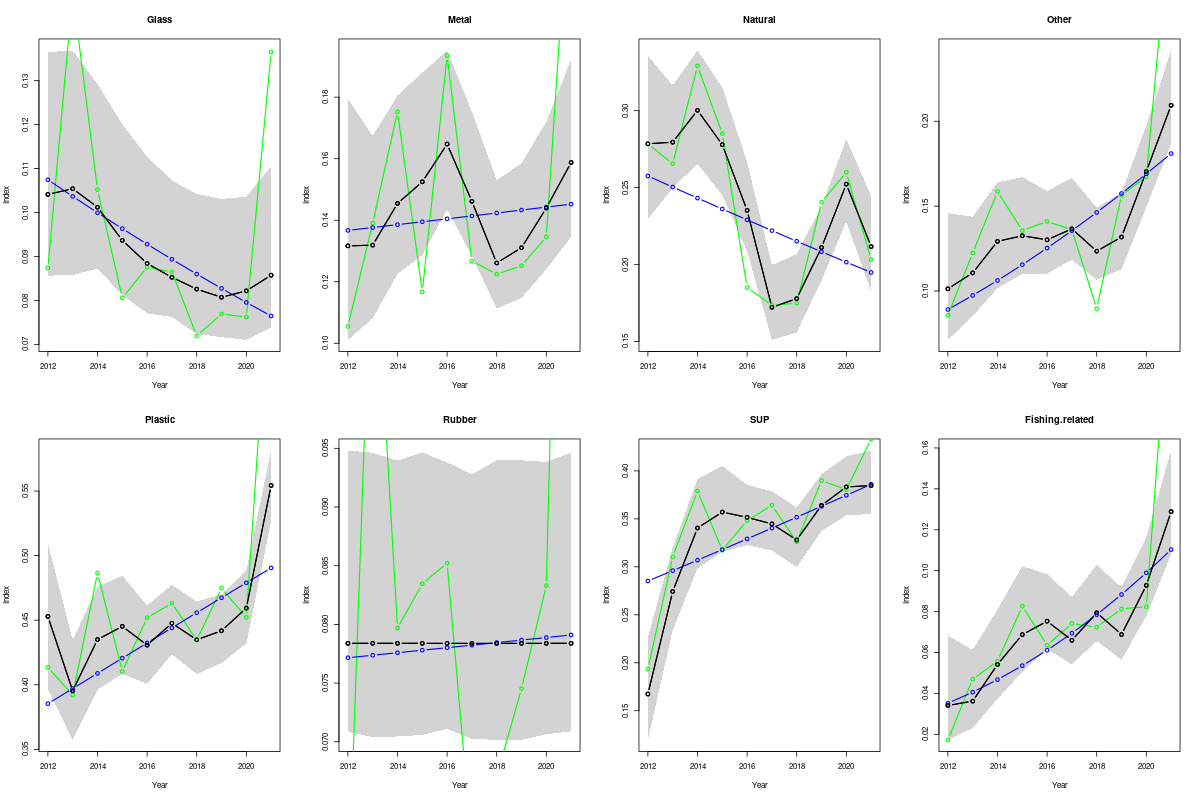 Glass
Metal
Natural
Other
Index
0.07 0.08 0.09 0.10 0.11 0.12 0.13
2012 2014 2016 2018 2020
Year
Index
0.10 0.12 0.14 0.16 0.18
2012 2014 2016 2018 2020
Year
Index
0.15 0.20 0.25 0.30
2012 2014 2016 2018 2020
Year
Index
0.10 0.15 0.20
2012 2014 2016 2018 2020
Year
Plastic
Rubber
SUP
Fishing.related
Index
0.35 0.40 0.45 0.50 0.55
2012 2014 2016 2018 2020
Year
Index
0.070 0.075 0.080 0.085 0.090 0.095
2012 2014 2016 2018 2020
Year
Index
0.15 0.20 0.25 0.30 0.35 0.40
2012 2014 2016 2018 2020
Year
Index
0.02 0.04 0.06 0.08 0.10 0.12 0.14 0.16
2012 2014 2016 2018 2020
Year